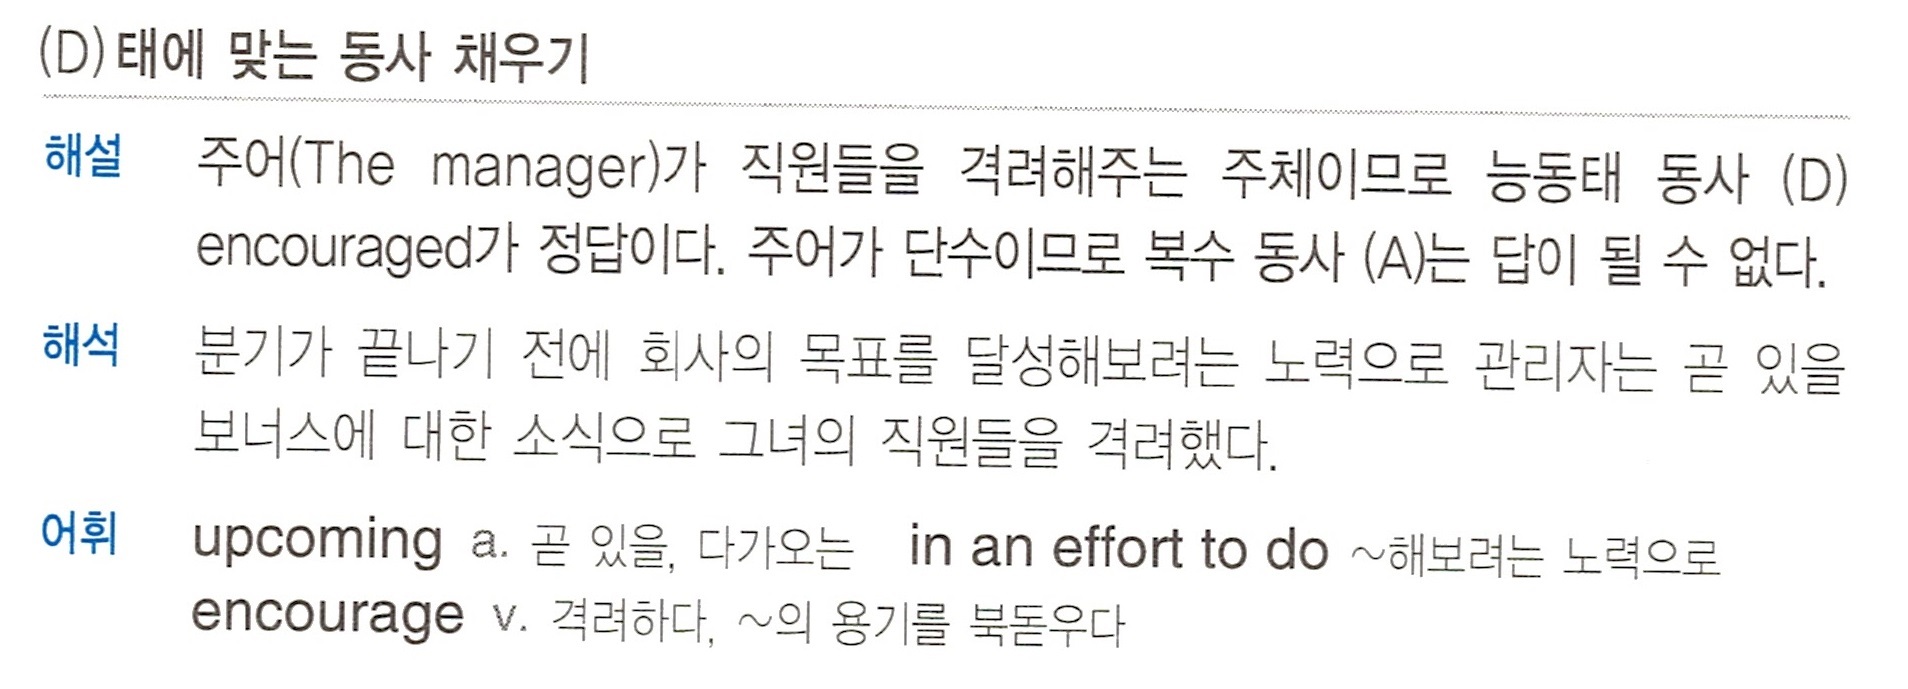 (D) 태에 맞는 동사 채우기
해설 주어(The manager)가 직원들을 격려해주는 주체이므로 능동태 동사 (D)
encouraged가 정답이다. 주어가 단수이므로 복수 동사 (A)는 답이 될 수 없다.
해석 분기가 끝나기 전에 회사의 목표를 달성해보려는 노력으로 관리자는 곧 있을
보너스에 대한 소식으로 그녀의 직원들을 격려했다.
어휘 upcoming a. 곧 있을, 다가오는 in an effort to do ~해보려는 노력으로
encourage v. 격려하다, ~의 용기를 북돋우다